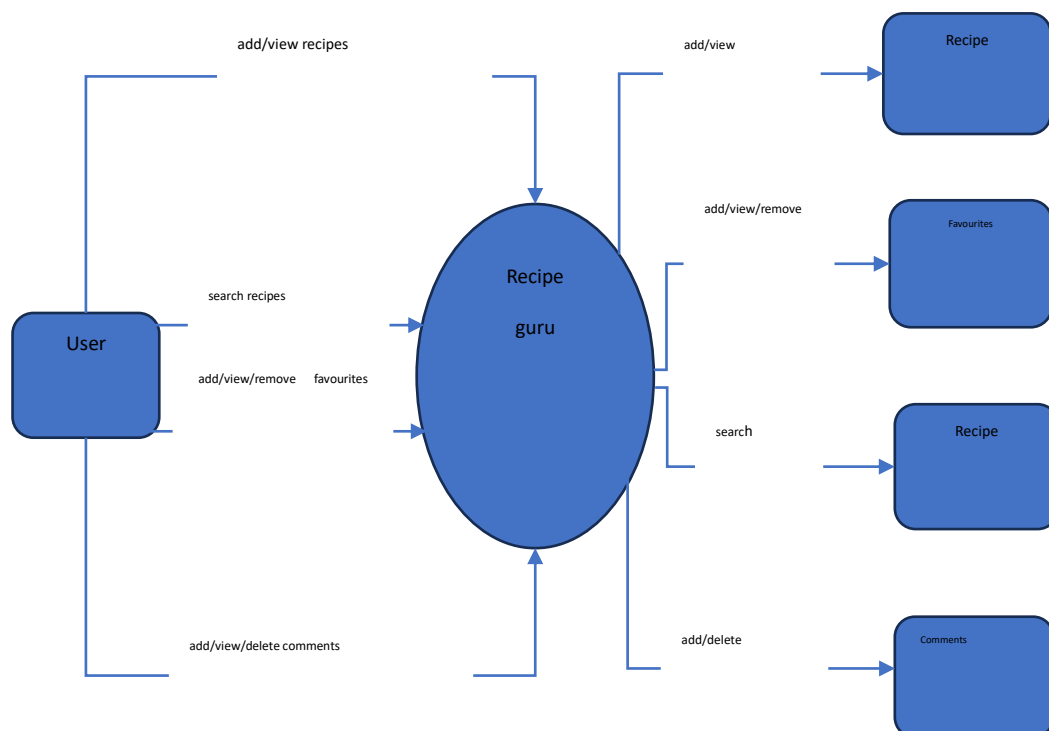 add/view recipes
add/view
Recipe
add/view/remove
Favourites
Recipe
guru
search recipes
User
add/view/remove favourites
search
Recipe
add/view/delete comments
add/delete
Comments